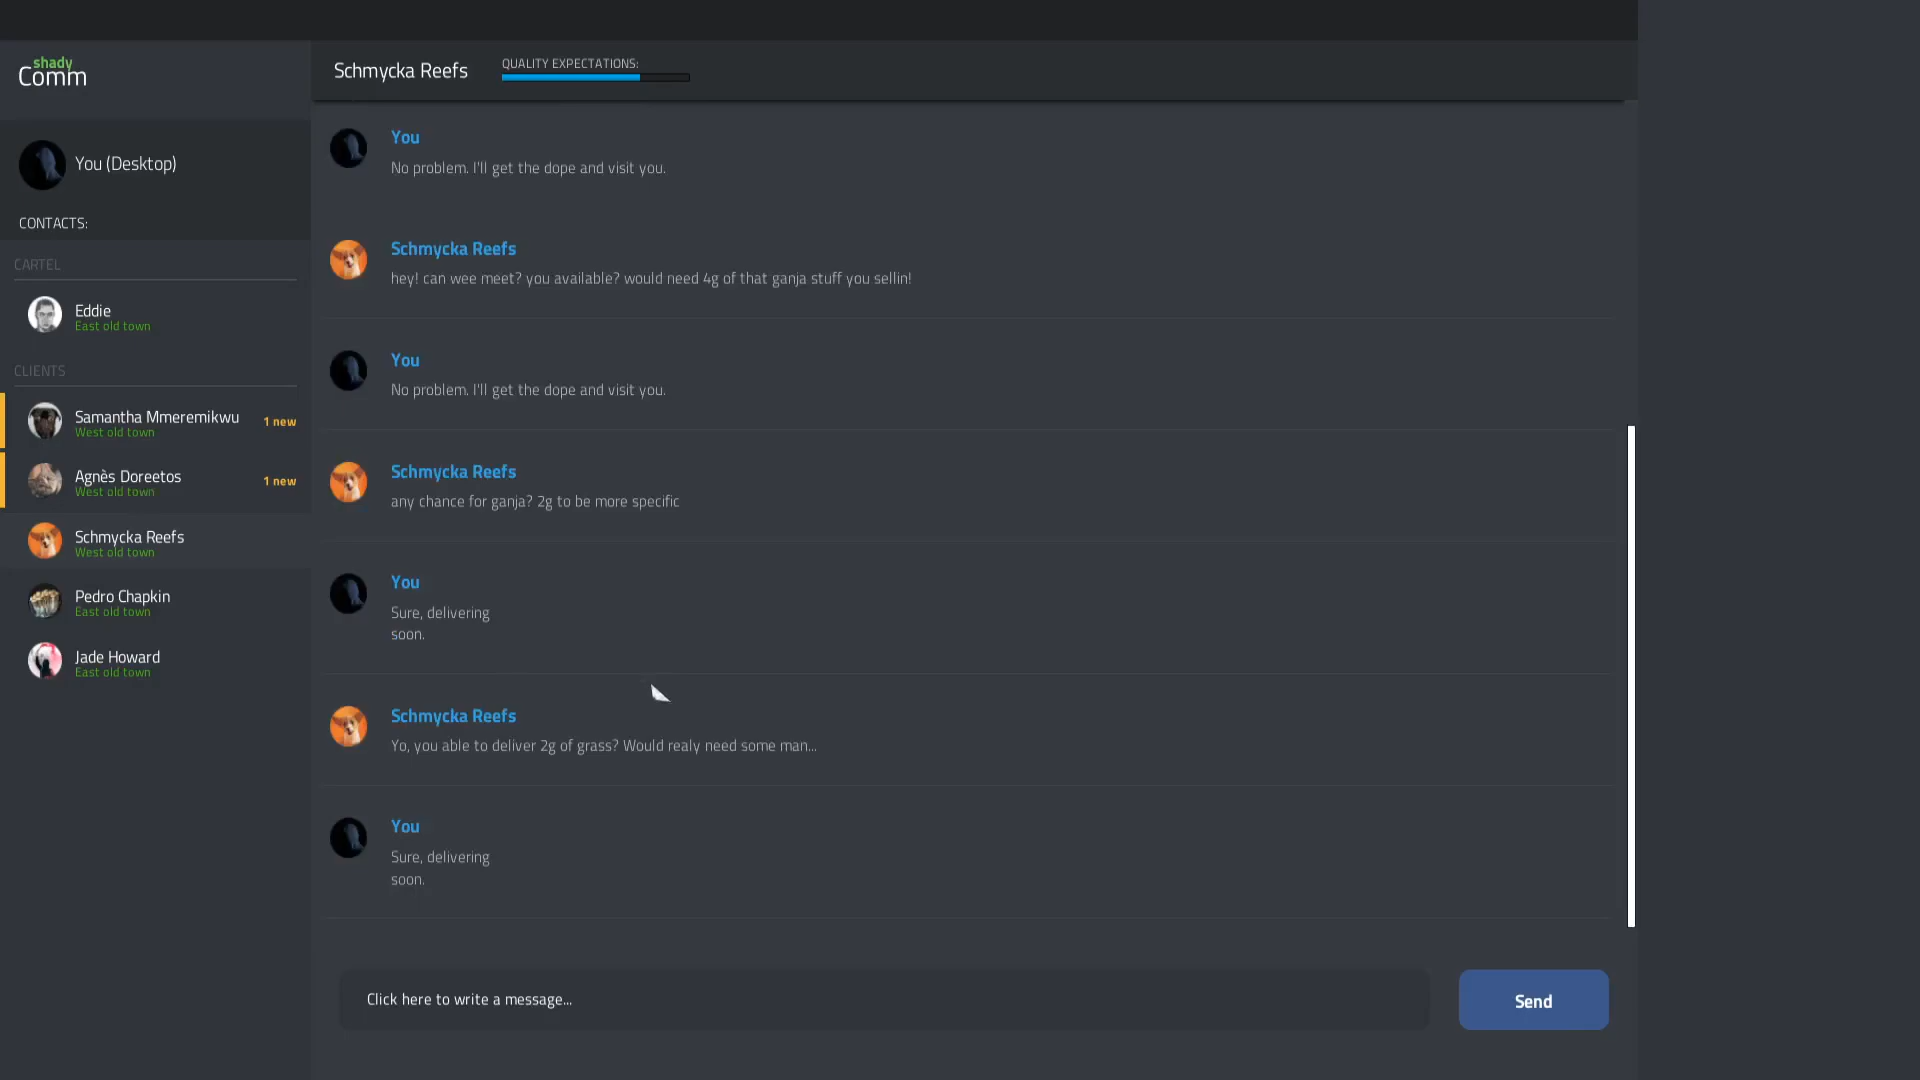 shady
Comm
You (Desktop)
CONTACTS:
CARTEL
Eddie
East old town
CLIENTS
Samantha Mmeremikwu
West old town
1 new
Agnès Doreetos
West old town
1 new
Schmycka Reefs
West old town
Pedro Chapkin
East old town
Jade Howard
East old town
Schmycka Reefs
QUALITY EXPECTATIONS:
You
No problem. I'll get the dope and visit you.
Schmycka Reefs
hey! can wee meet? you available? would need 4g of that ganja stuff you sellin!
You
No problem. I'll get the dope and visit you.
Schmycka Reefs
any chance for ganja? 2g to be more specific
You
Sure, delivering
soon.
Schmycka Reefs
Yo, you able to deliver 2g of grass? Would realy need some man...
You
Sure, delivering
soon.
Click here to write a message...
Send